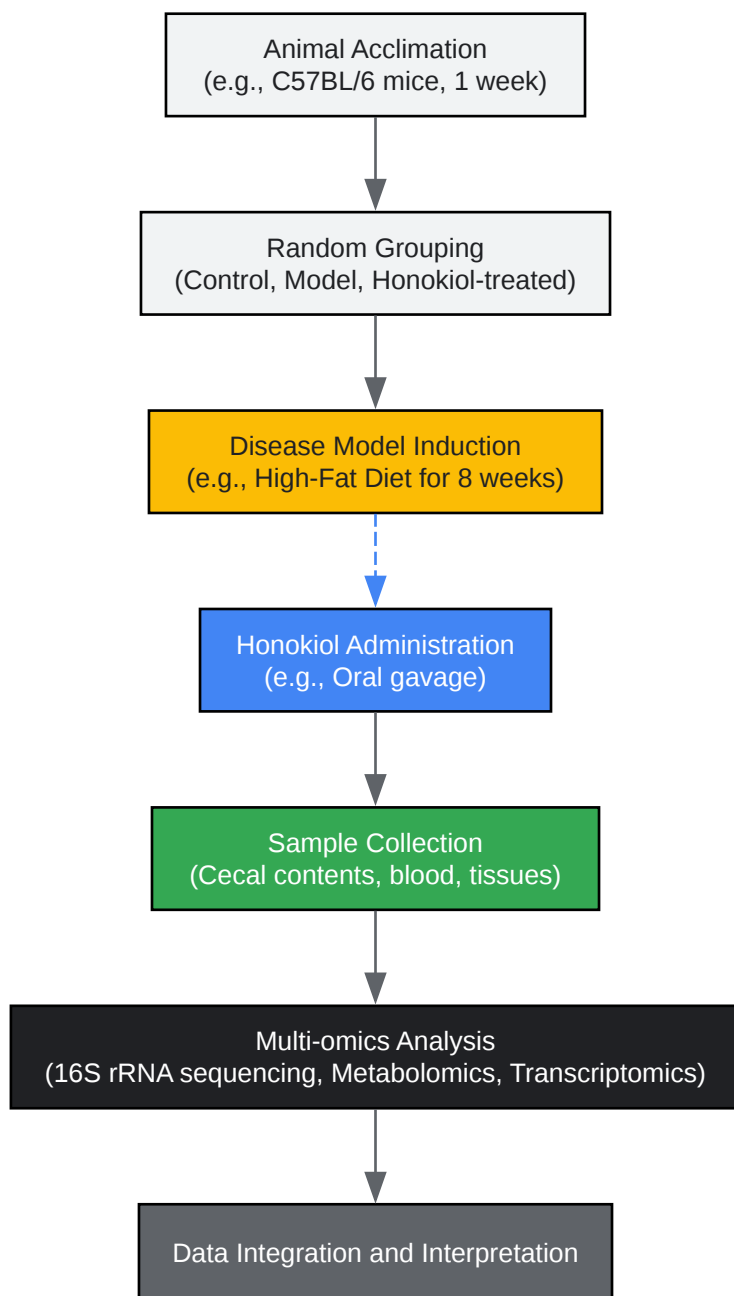 Animal Acclimation
(e.g., C57BL/6 mice, 1 week)
Random Grouping
(Control, Model, Honokiol-treated)
Disease Model Induction
(e.g., High-Fat Diet for 8 weeks)
Honokiol Administration
(e.g., Oral gavage)
Sample Collection
(Cecal contents, blood, tissues)
Multi-omics Analysis
(16S rRNA sequencing, Metabolomics, Transcriptomics)
Data Integration and Interpretation